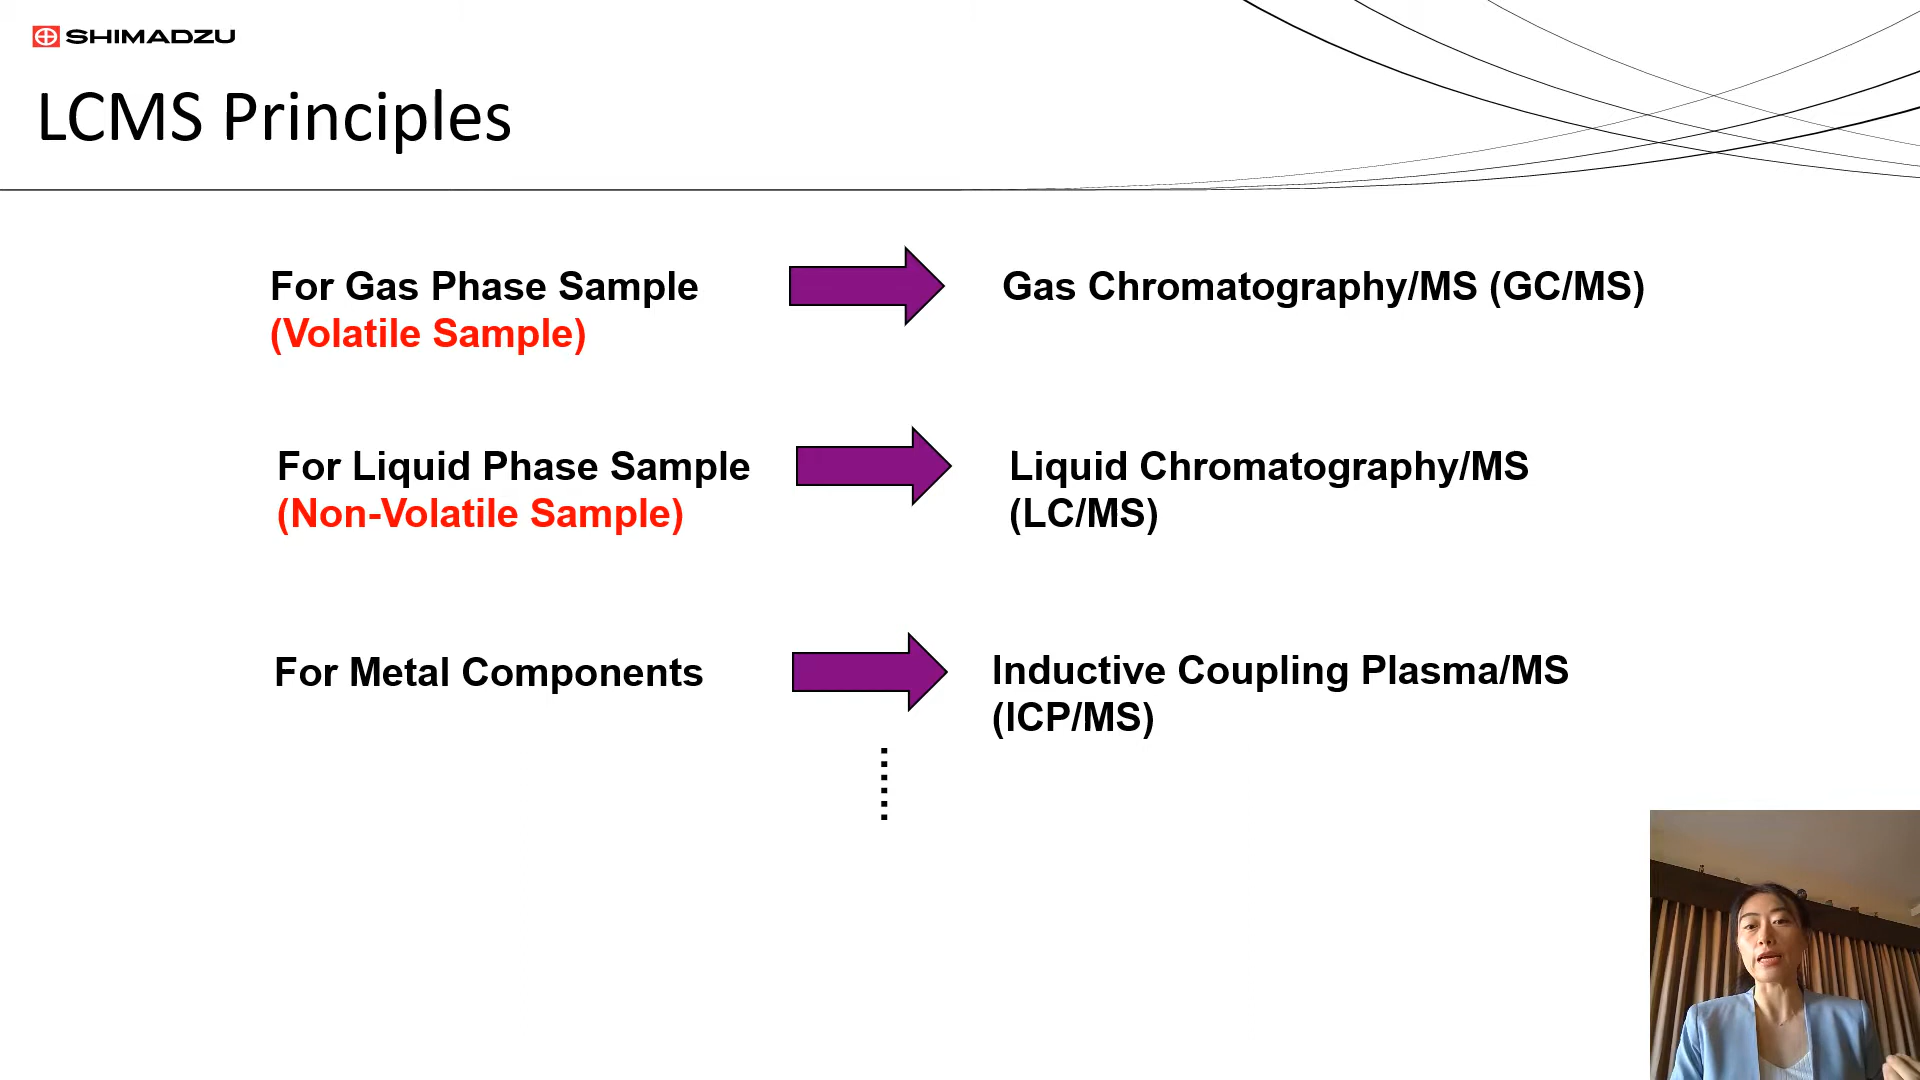 SHIMADZU
LCMS Principles
For Gas Phase Sample
(Volatile Sample)
Gas Chromatography/MS (GC/MS)
For Liquid Phase Sample
(Non-Volatile Sample)
Liquid Chromatography/MS
(LC/MS)
For Metal Components
Inductive Coupling Plasma/MS
(ICP/MS)